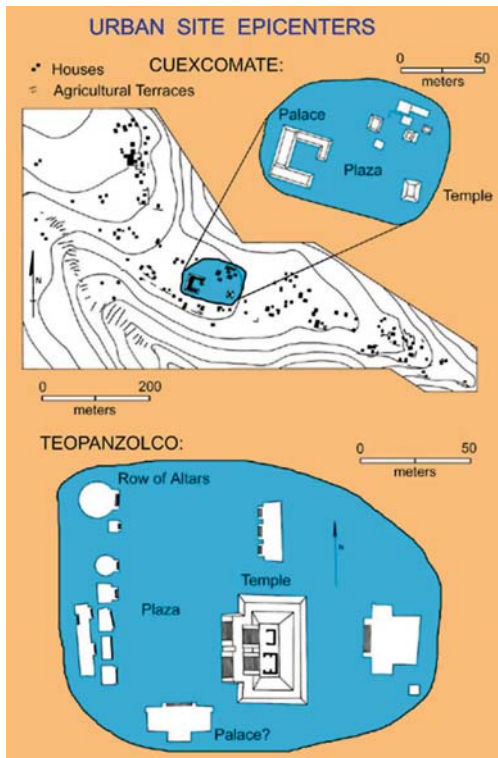 URBAN SITE EPICENTERS
Houses
CUEXCOMATE:
Agricultural Terraces
0 50
meters
Palace
Plaza
Temple
N
0 200
meters
TEOPANZOLCO:
0 50
meters
Row of Altars
Temple
Plaza
Palace?